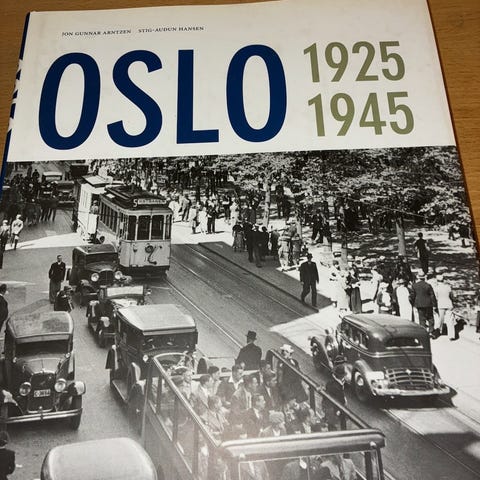 JON GUNNAR ARNTZEN STIG-AUDUN HANSEN
OSLO
1925
1945